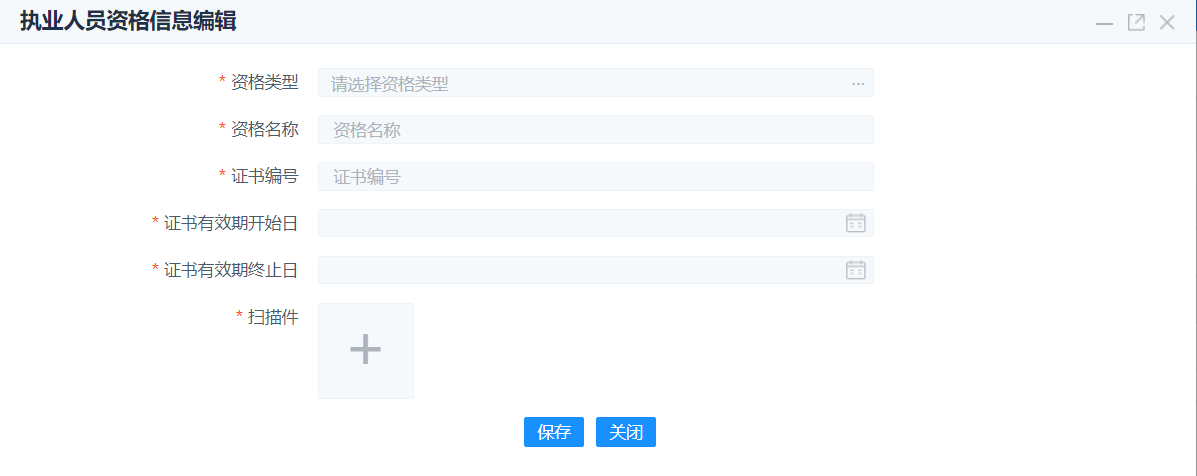 执业人员资格信息编辑
* 资格类型 请选择资格类型 ···
* 资格名称 资格名称
* 证书编号 证书编号
* 证书有效期开始日
* 证书有效期终止日
* 扫描件
保存 关闭